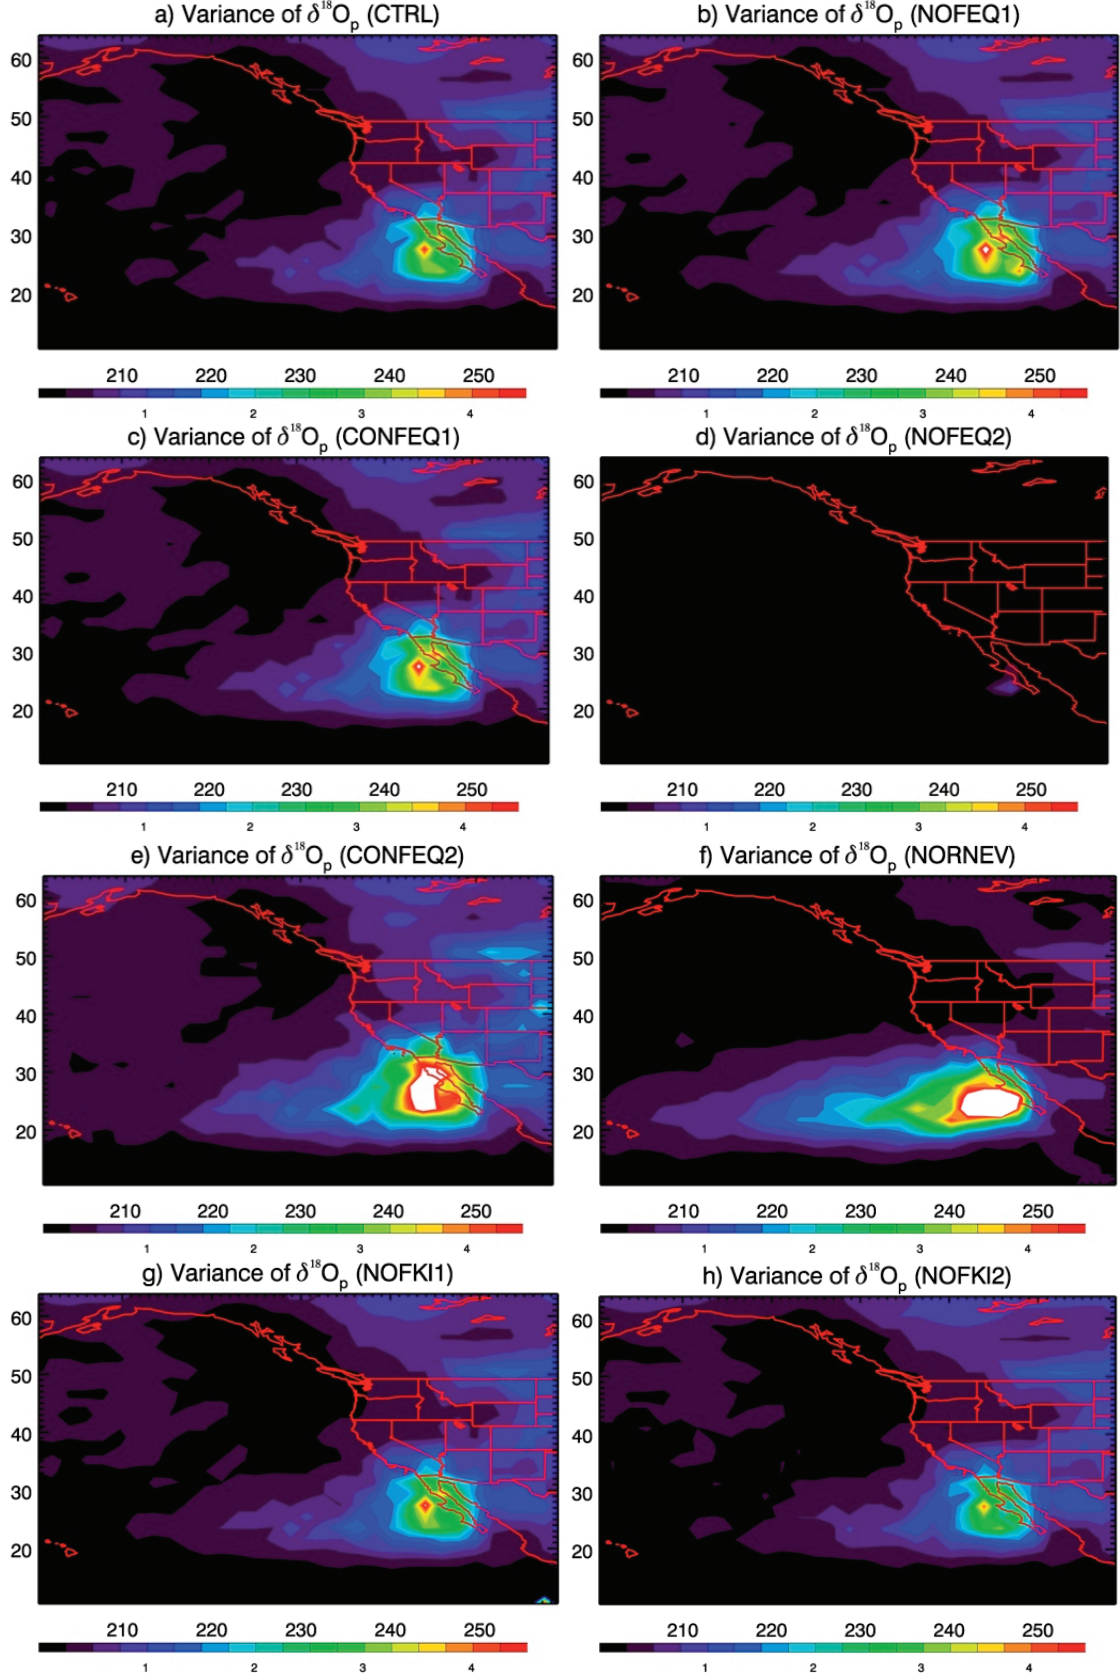 a) Variance of δ¹⁸Oₚ (CTRL)
b) Variance of δ¹⁸Oₚ (NOFEQ1)
60
50
40
30
20
60
50
40
30
20
210 220 230 240 250
1 2 3 4
210 220 230 240 250
1 2 3 4
c) Variance of δ¹⁸Oₚ (CONFEQ1)
d) Variance of δ¹⁸Oₚ (NOFEQ2)
60
50
40
30
20
60
50
40
30
20
210 220 230 240 250
1 2 3 4
210 220 230 240 250
1 2 3 4
e) Variance of δ¹⁸Oₚ (CONFEQ2)
f) Variance of δ¹⁸Oₚ (NORNEV)
60
50
40
30
20
60
50
40
30
20
210 220 230 240 250
1 2 3 4
210 220 230 240 250
1 2 3 4
g) Variance of δ¹⁸Oₚ (NOFKI1)
h) Variance of δ¹⁸Oₚ (NOFKI2)
60
50
40
30
20
60
50
40
30
20
210 220 230 240 250
1 2 3 4
210 220 230 240 250
1 2 3 4